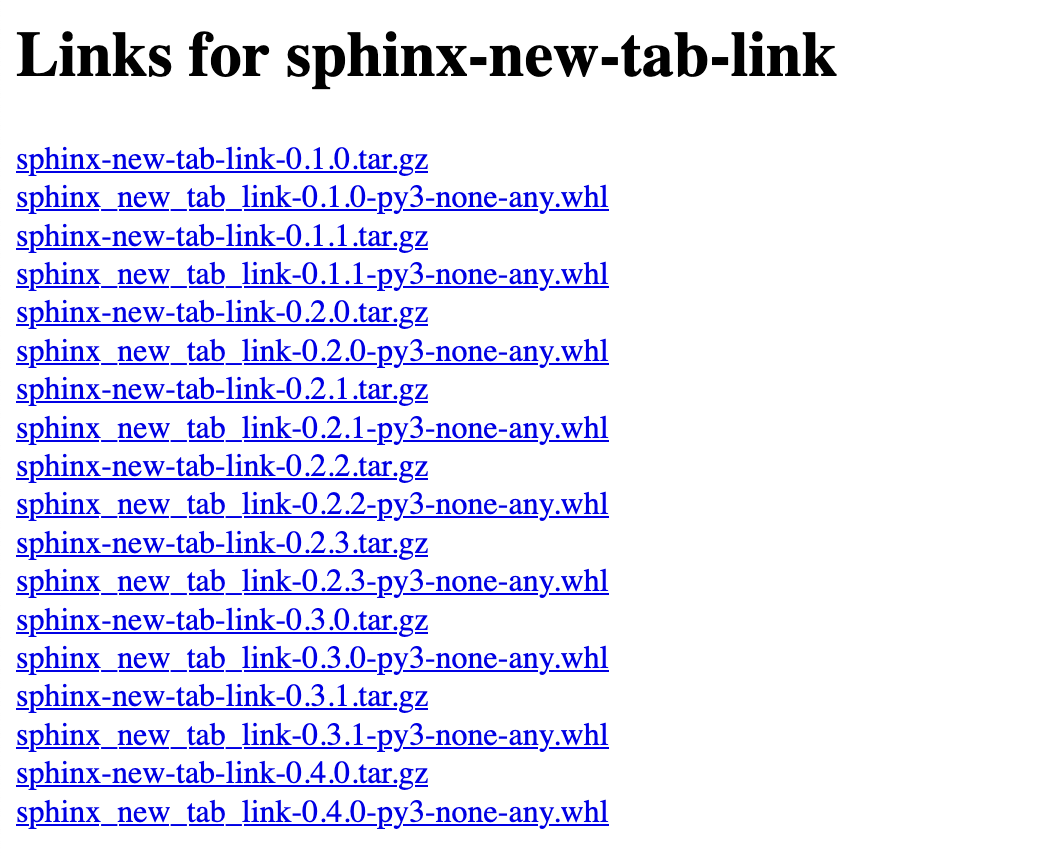 Links for sphinx-new-tab-link
sphinx-new-tab-link-0.1.0.tar.gz
sphinx_new_tab_link-0.1.0-py3-none-any.whl
sphinx-new-tab-link-0.1.1.tar.gz
sphinx_new_tab_link-0.1.1-py3-none-any.whl
sphinx-new-tab-link-0.2.0.tar.gz
sphinx_new_tab_link-0.2.0-py3-none-any.whl
sphinx-new-tab-link-0.2.1.tar.gz
sphinx_new_tab_link-0.2.1-py3-none-any.whl
sphinx-new-tab-link-0.2.2.tar.gz
sphinx_new_tab_link-0.2.2-py3-none-any.whl
sphinx-new-tab-link-0.2.3.tar.gz
sphinx_new_tab_link-0.2.3-py3-none-any.whl
sphinx-new-tab-link-0.3.0.tar.gz
sphinx_new_tab_link-0.3.0-py3-none-any.whl
sphinx-new-tab-link-0.3.1.tar.gz
sphinx_new_tab_link-0.3.1-py3-none-any.whl
sphinx-new-tab-link-0.4.0.tar.gz
sphinx_new_tab_link-0.4.0-py3-none-any.whl